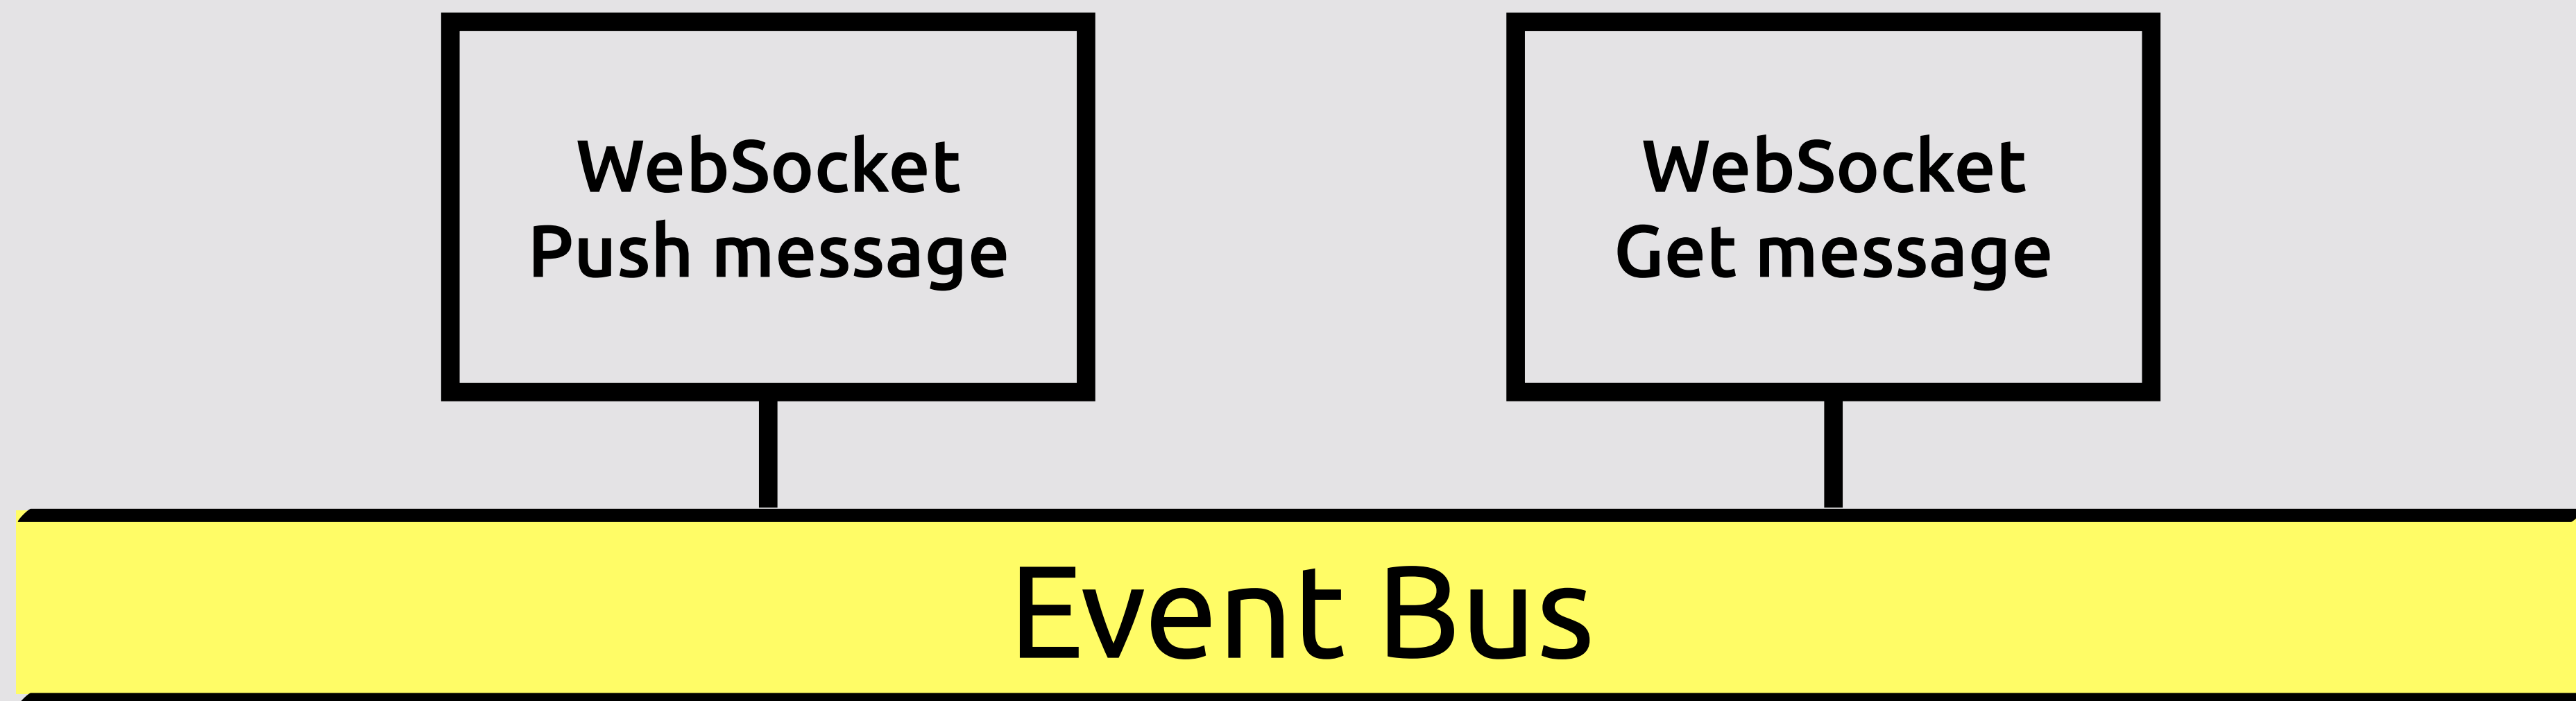 WebSocket
Push message
WebSocket
Get message
Event Bus